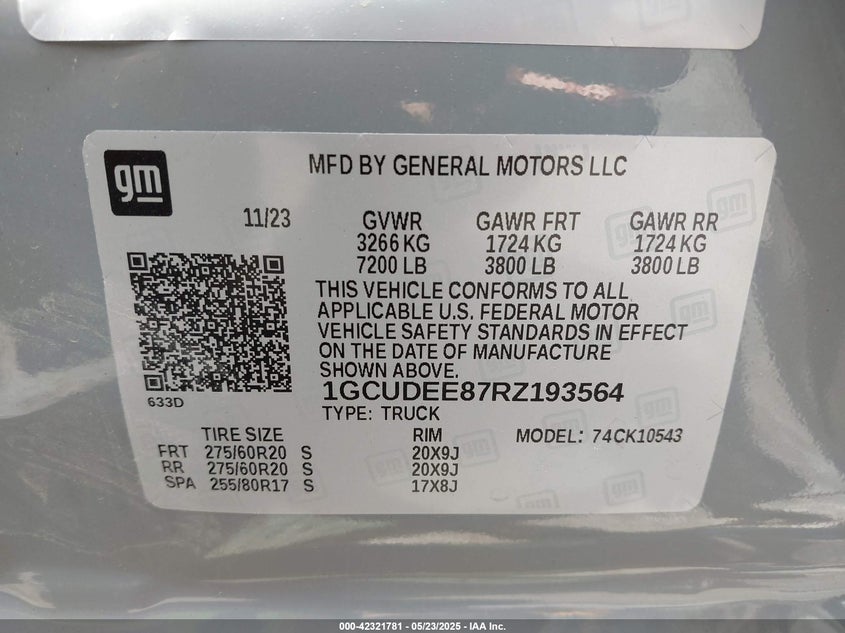 gm
MFD BY GENERAL MOTORS LLC
11/23
GVWR GAWR FRT GAWR RR
3266 KG 1724 KG 1724 KG
7200 LB 3800 LB 3800 LB
THIS VEHICLE CONFORMS TO ALL
APPLICABLE U.S. FEDERAL MOTOR
VEHICLE SAFETY STANDARDS IN EFFECT
ON THE DATE OF MANUFACTURE
SHOWN ABOVE.
633D
1GCUDEE87RZ193564
TYPE: TRUCK
TIRE SIZE RIM MODEL: 74CK10543
FRT 275/60R20 S 20X9J
RR 275/60R20 S 20X9J
SPA 255/80R17 S 17X8J
000-42321781 - 05/23/2025 - IAA Inc.